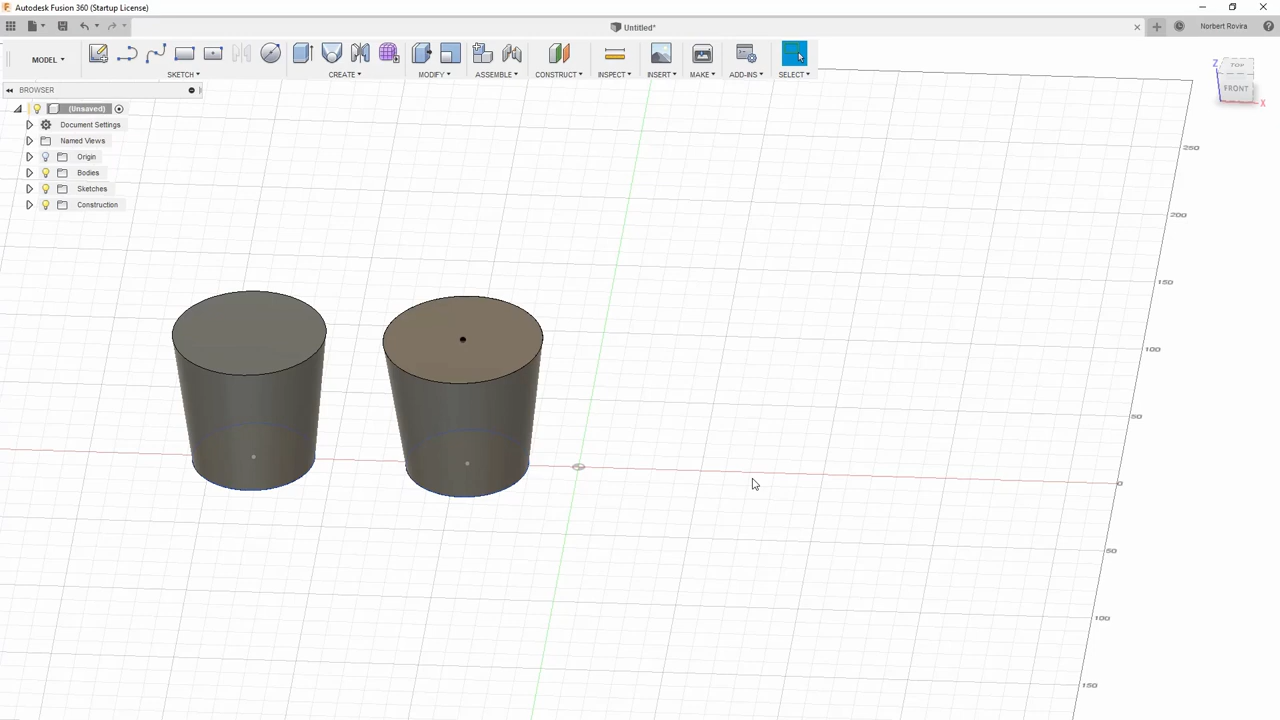 Autodesk Fusion 360 (Startup License)
Untitled*
Norbert Rovira
MODEL
SKETCH
CREATE
MODIFY
ASSEMBLE
CONSTRUCT
INSPECT
INSERT
MAKE
ADD-INS
SELECT
BROWSER
(Unsaved)
Document Settings
Named Views
Origin
Bodies
Sketches
Construction
Z
TOP
FRONT
X
250
200
150
100
50
0
50
100
150